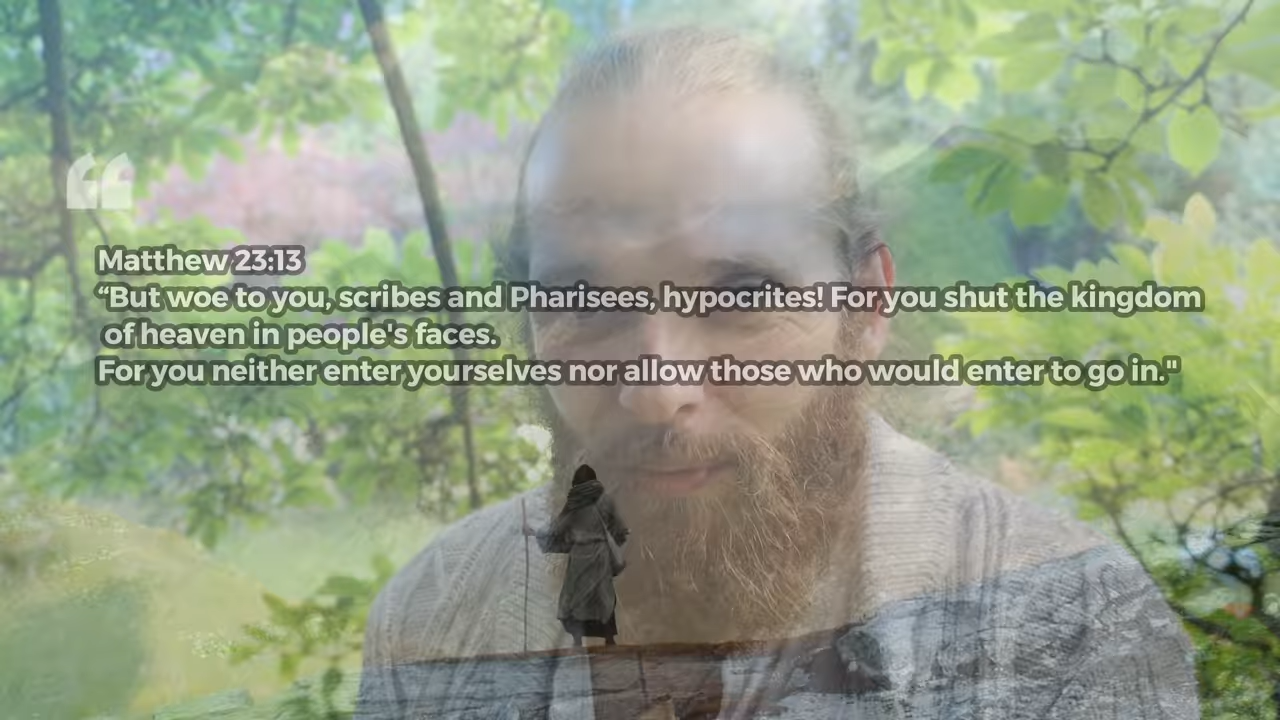 Matthew 23:13
“But woe to you, scribes and Pharisees, hypocrites! For you shut the kingdom
of heaven in people's faces.
For you neither enter yourselves nor allow those who would enter to go in."